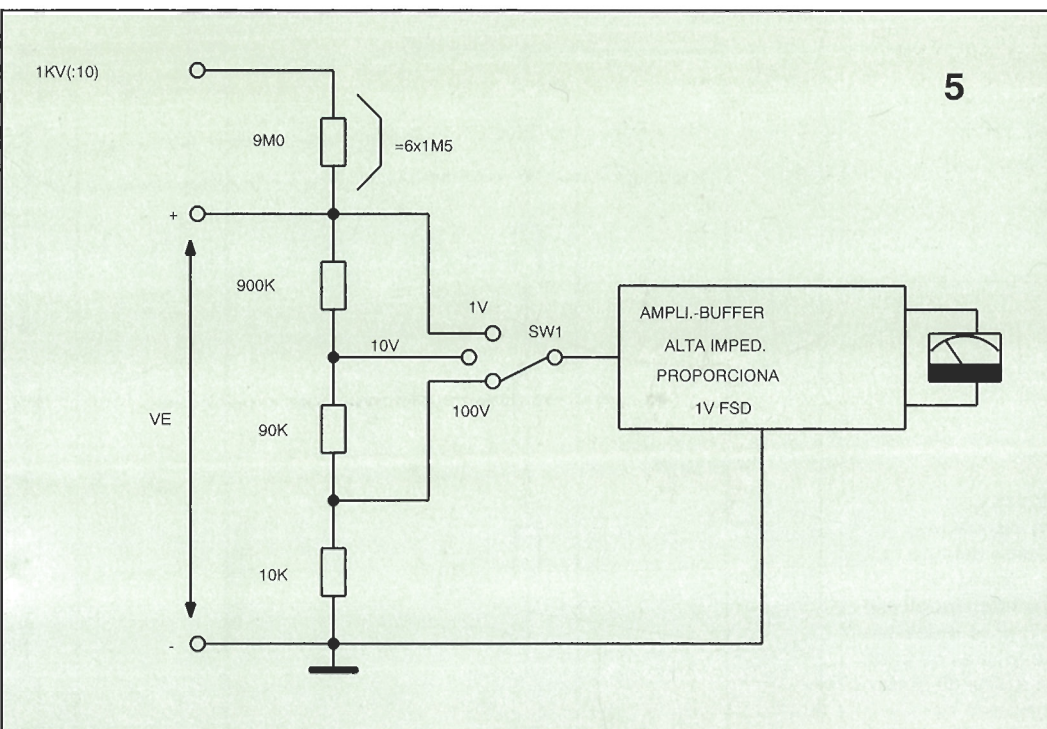 1KV(:10)
5
9M0
=6x1M5
+
900K
1V
SW1
10V
AMPLI.-BUFFER
ALTA IMPED.
PROPORCIONA
1V FSD
100V
VE
90K
10K
-